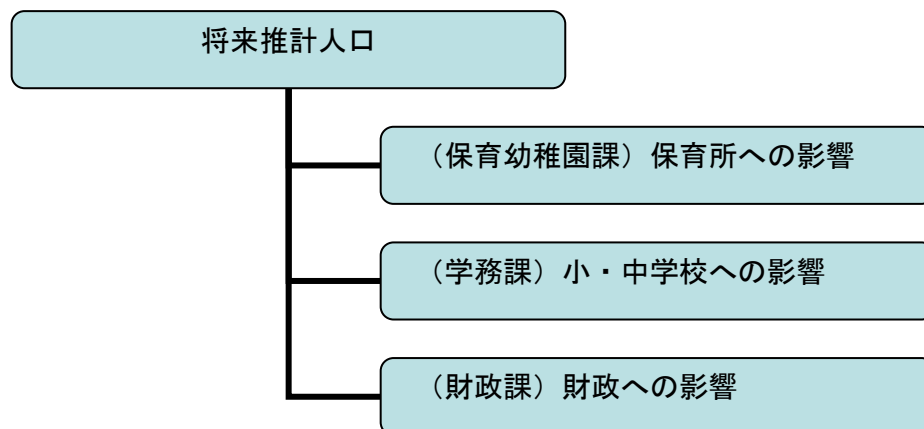 将来推計人口
（保育幼稚園課）保育所への影響
（学務課）小・中学校への影響
（財政課）財政への影響